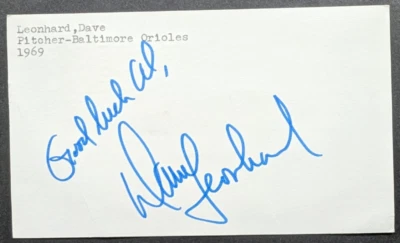 Leonhard,Dave
Pitcher-Baltimore Orioles
1969
Good luck Al,
Dave Leonhard